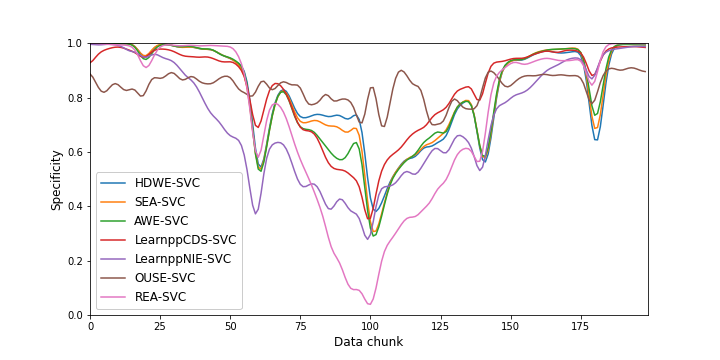 1.0
0.8
0.6
0.4
0.2
0.0
Specificity
HDWE-SVC
SEA-SVC
AWE-SVC
LearnppCDS-SVC
LearnppNIE-SVC
OUSE-SVC
REA-SVC
0 25 50 75 100 125 150 175
Data chunk